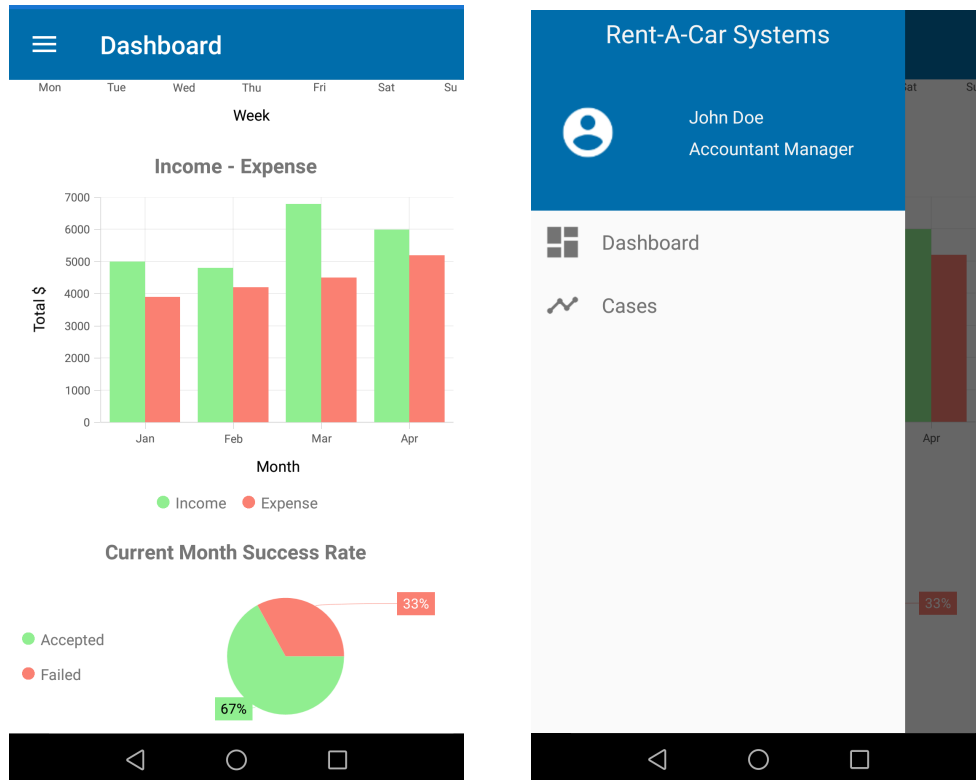 Dashboard
Mon Tue Wed Thu Fri Sat Su
Week
Income - Expense
7000
6000
5000
4000
3000
2000
1000
0
Total $
Jan Feb Mar Apr
Month
Income Expense
Current Month Success Rate
33%
Accepted
Failed
67%
Rent-A-Car Systems
John Doe
Accountant Manager
Dashboard
Cases
Sat Su
Apr
33%